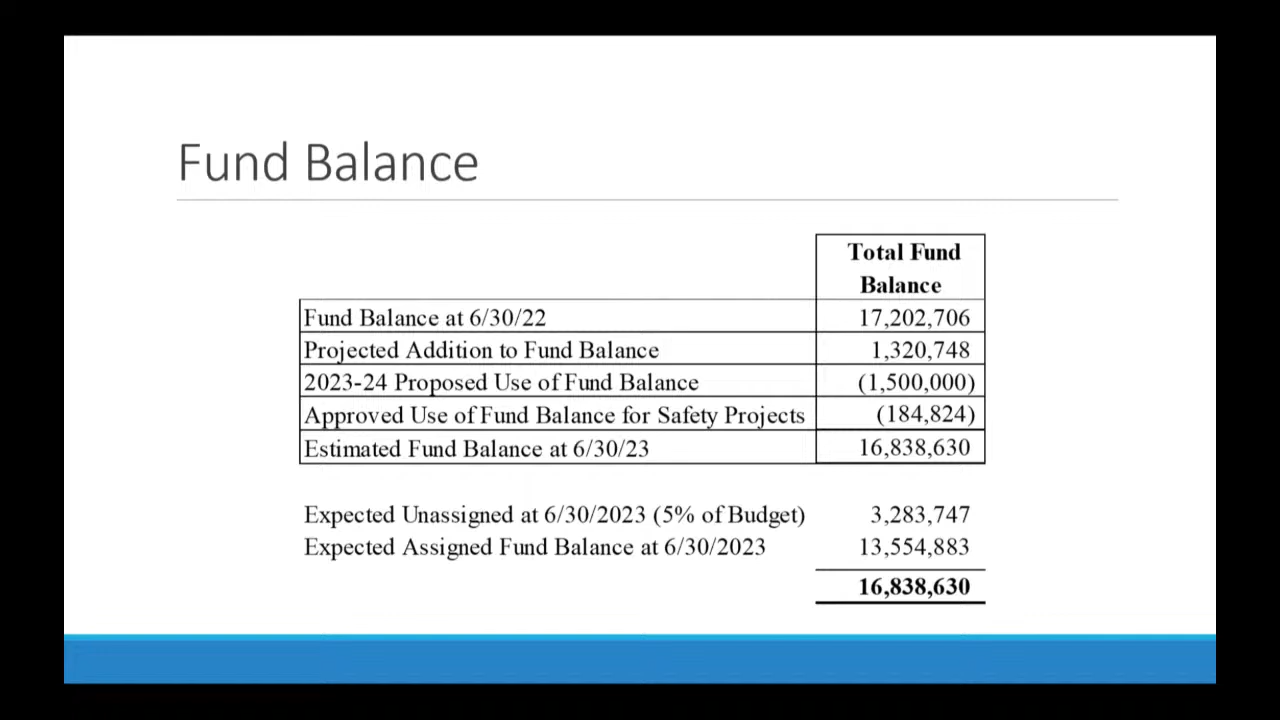 Fund Balance
Total Fund
Balance
Fund Balance at 6/30/22 17,202,706
Projected Addition to Fund Balance 1,320,748
2023-24 Proposed Use of Fund Balance (1,500,000)
Approved Use of Fund Balance for Safety Projects (184,824)
Estimated Fund Balance at 6/30/23 16,838,630
Expected Unassigned at 6/30/2023 (5% of Budget) 3,283,747
Expected Assigned Fund Balance at 6/30/2023 13,554,883
16,838,630